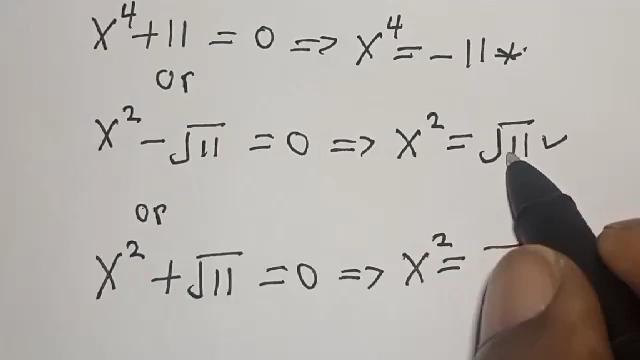 x⁴+11 = 0 => x⁴ = -11*
or
x² - √11 = 0 => x² = √11 ✓
or
x² + √11 = 0 => x² = -